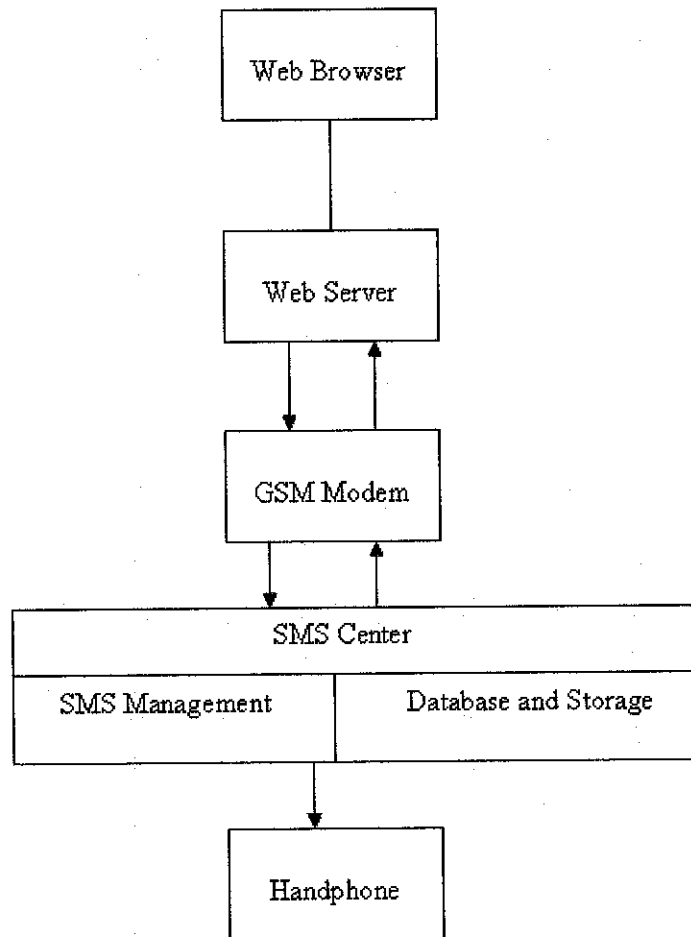 Web Browser
Web Server
GSM Modem
SMS Center
SMS Management
Database and Storage
Handphone